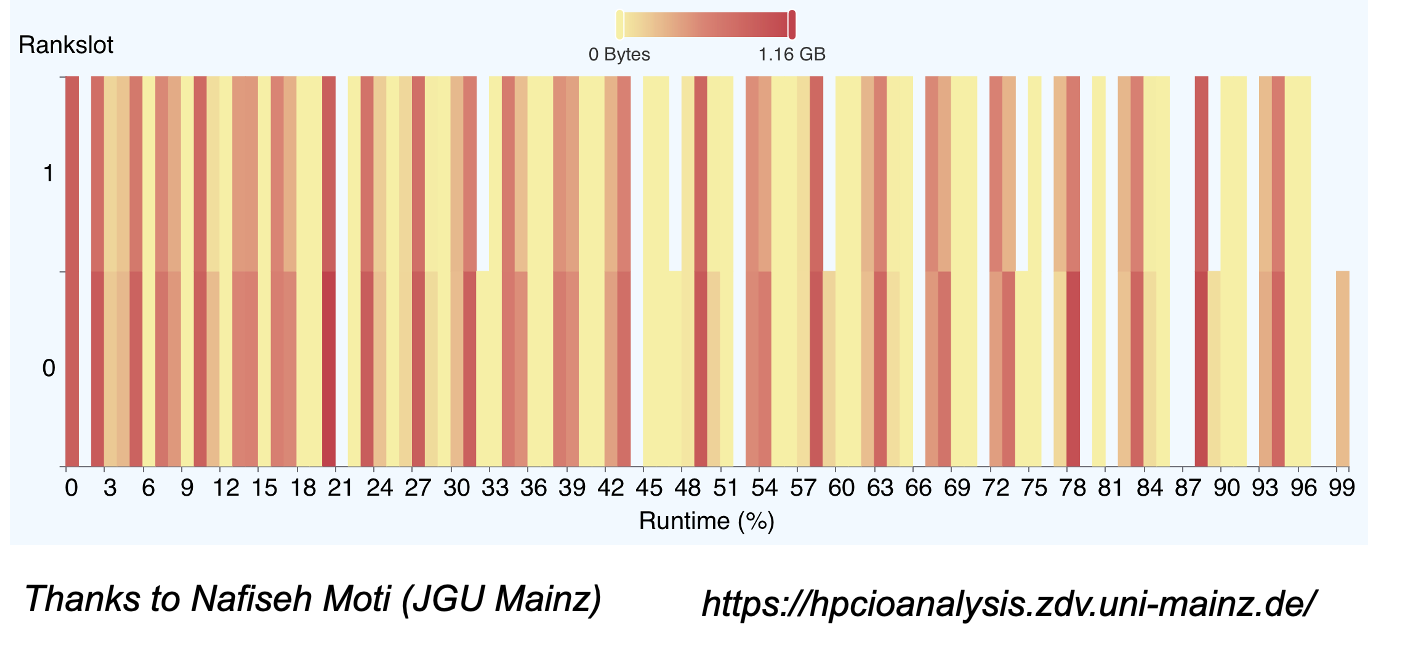 0 Bytes 1.16 GB
Rankslot
1
0
0 3 6 9 12 15 18 21 24 27 30 33 36 39 42 45 48 51 54 57 60 63 66 69 72 75 78 81 84 87 90 93 96 99
Runtime (%)
Thanks to Nafiseh Moti (JGU Mainz) https://hpcioanalysis.zdv.uni-mainz.de/